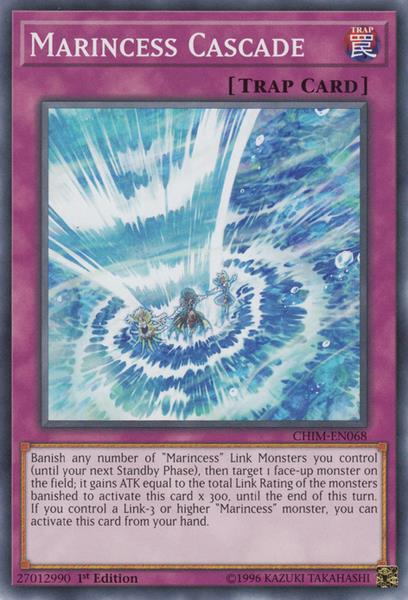 MARINCESS CASCADE
TRAP
罠
[TRAP CARD]
CHIM-EN068
Banish any number of "Marincess" Link Monsters you control
(until your next Standby Phase), then target 1 face-up monster on
the field; it gains ATK equal to the total Link Rating of the monsters
banished to activate this card x 300, until the end of this turn.
If you control a Link-3 or higher "Marincess" monster, you can
activate this card from your hand.
27012990 1st Edition ©1996 KAZUKI TAKAHASHI